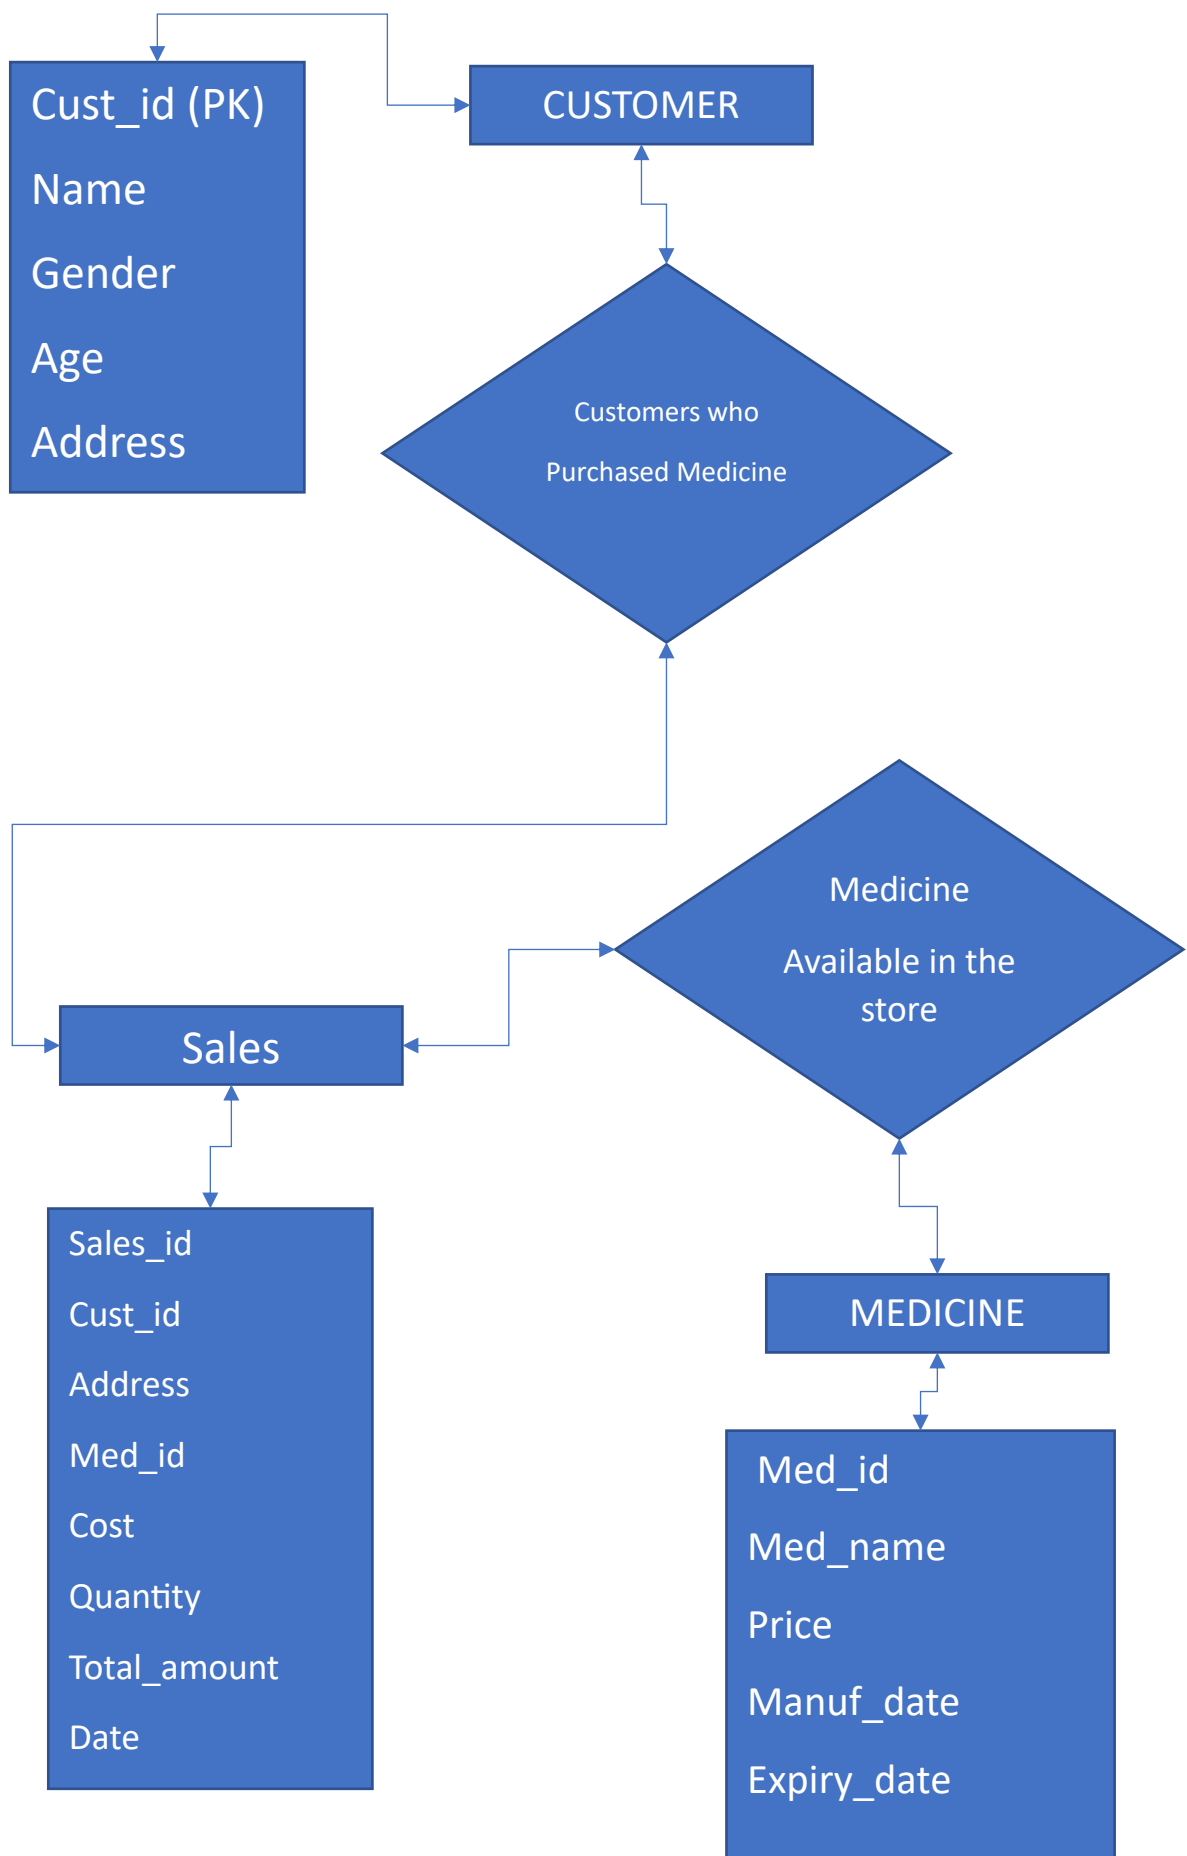 CUSTOMER
Cust_id (PK)
Name
Gender
Age
Address
Customers who
Purchased Medicine
Medicine
Available in the
store
Sales
Sales_id
Cust_id
Address
Med_id
Cost
Quantity
Total_amount
Date
MEDICINE
Med_id
Med_name
Price
Manuf_date
Expiry_date